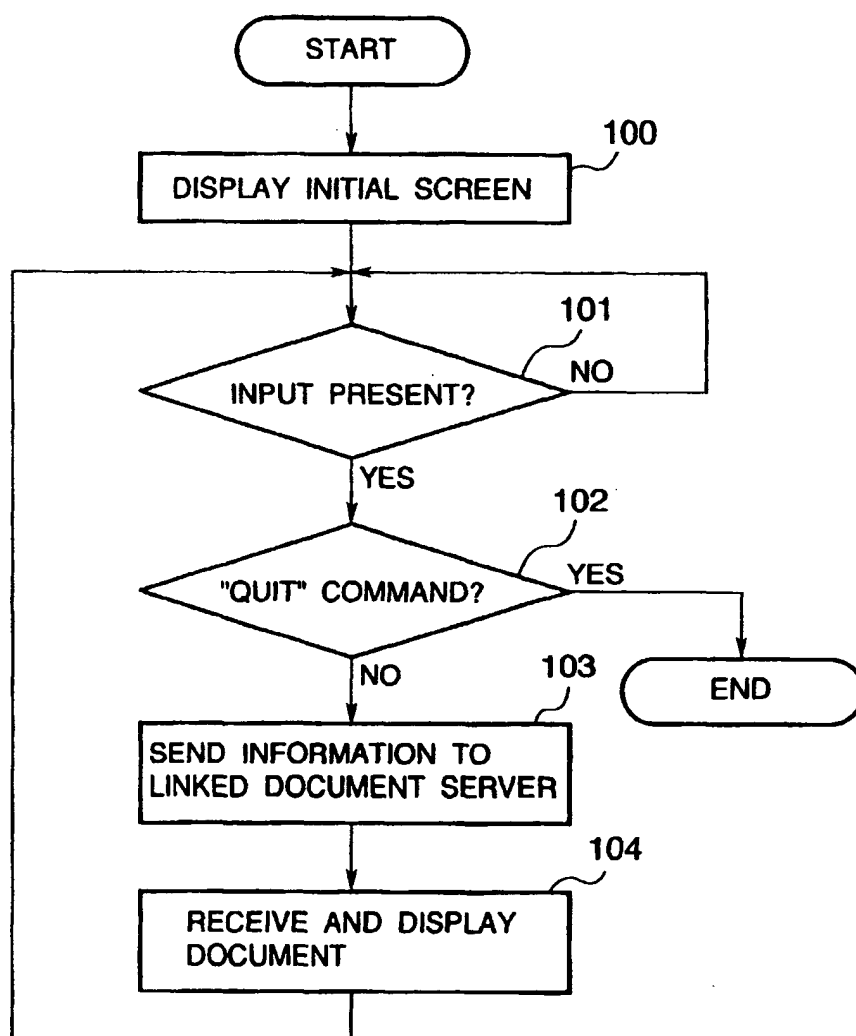 START
100
DISPLAY INITIAL SCREEN
101
INPUT PRESENT?
NO
YES
102
"QUIT" COMMAND?
YES
NO
END
103
SEND INFORMATION TO
LINKED DOCUMENT SERVER
104
RECEIVE AND DISPLAY
DOCUMENT